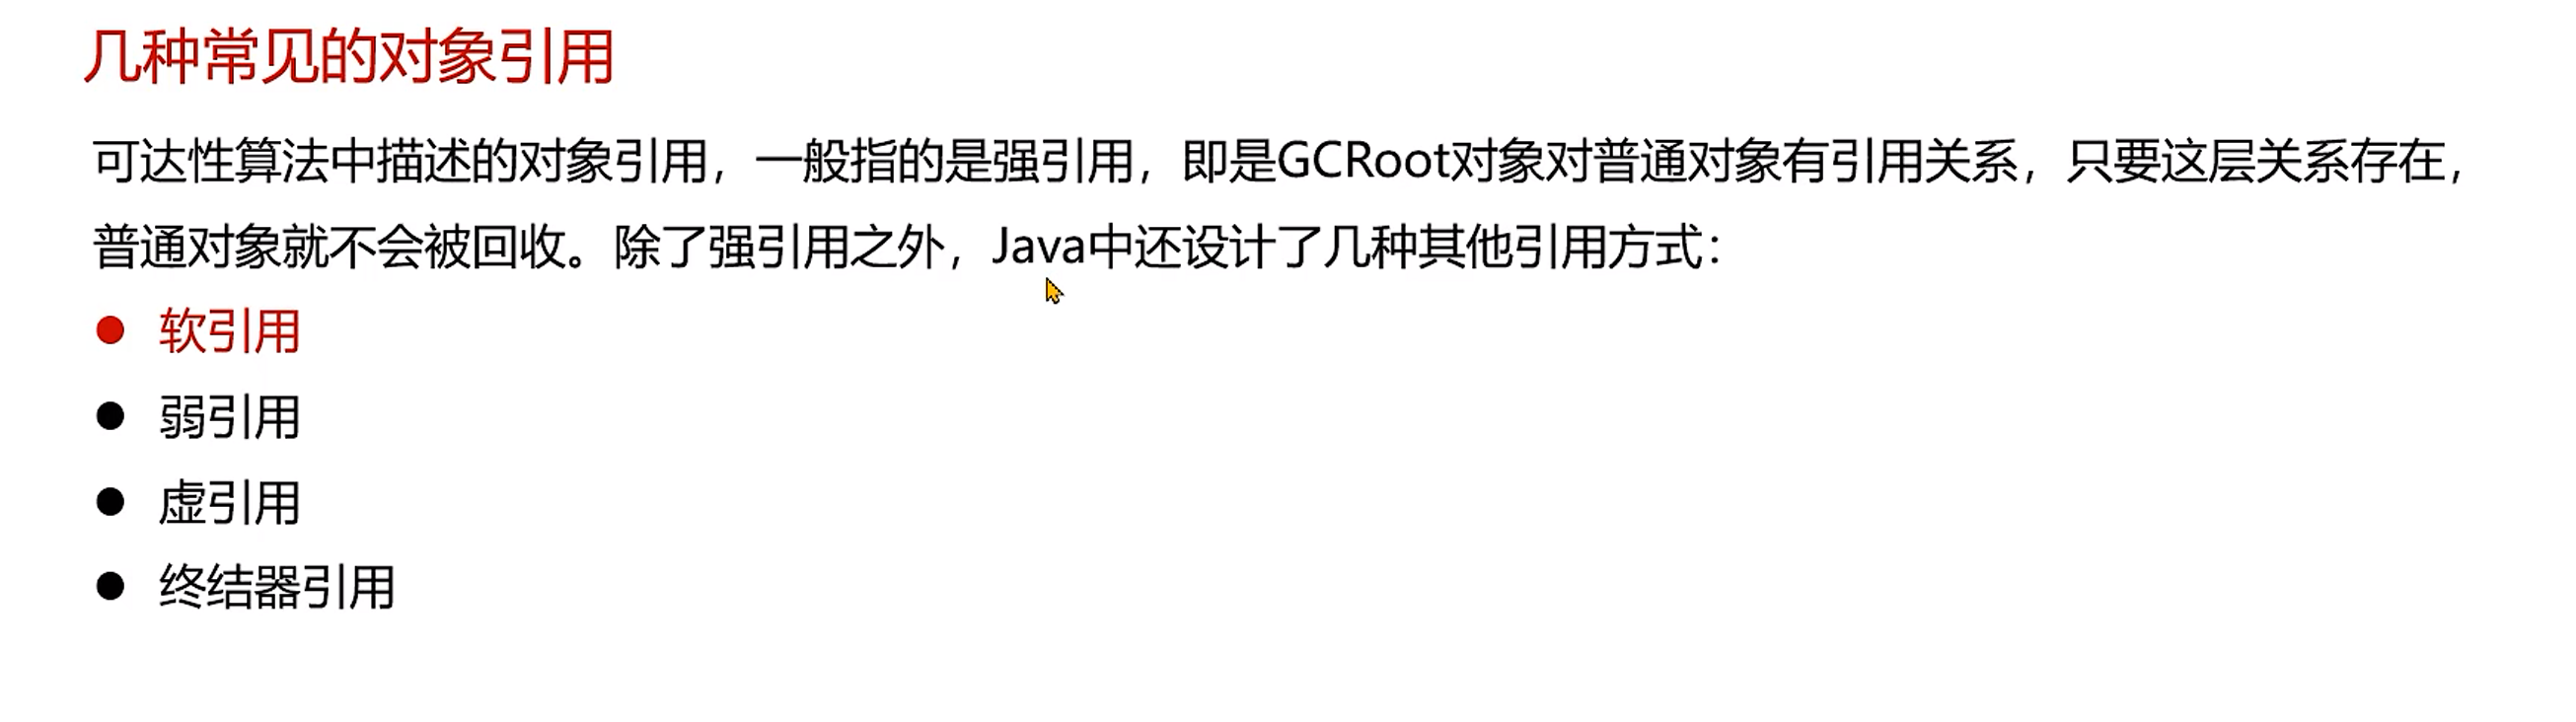 几种常见的对象引用
可达性算法中描述的对象引用，一般指的是强引用，即是GCRoot对象对普通对象有引用关系，只要这层关系存在，
普通对象就不会被回收。除了强引用之外，Java中还设计了几种其他引用方式：
● 软引用
● 弱引用
● 虚引用
● 终结器引用